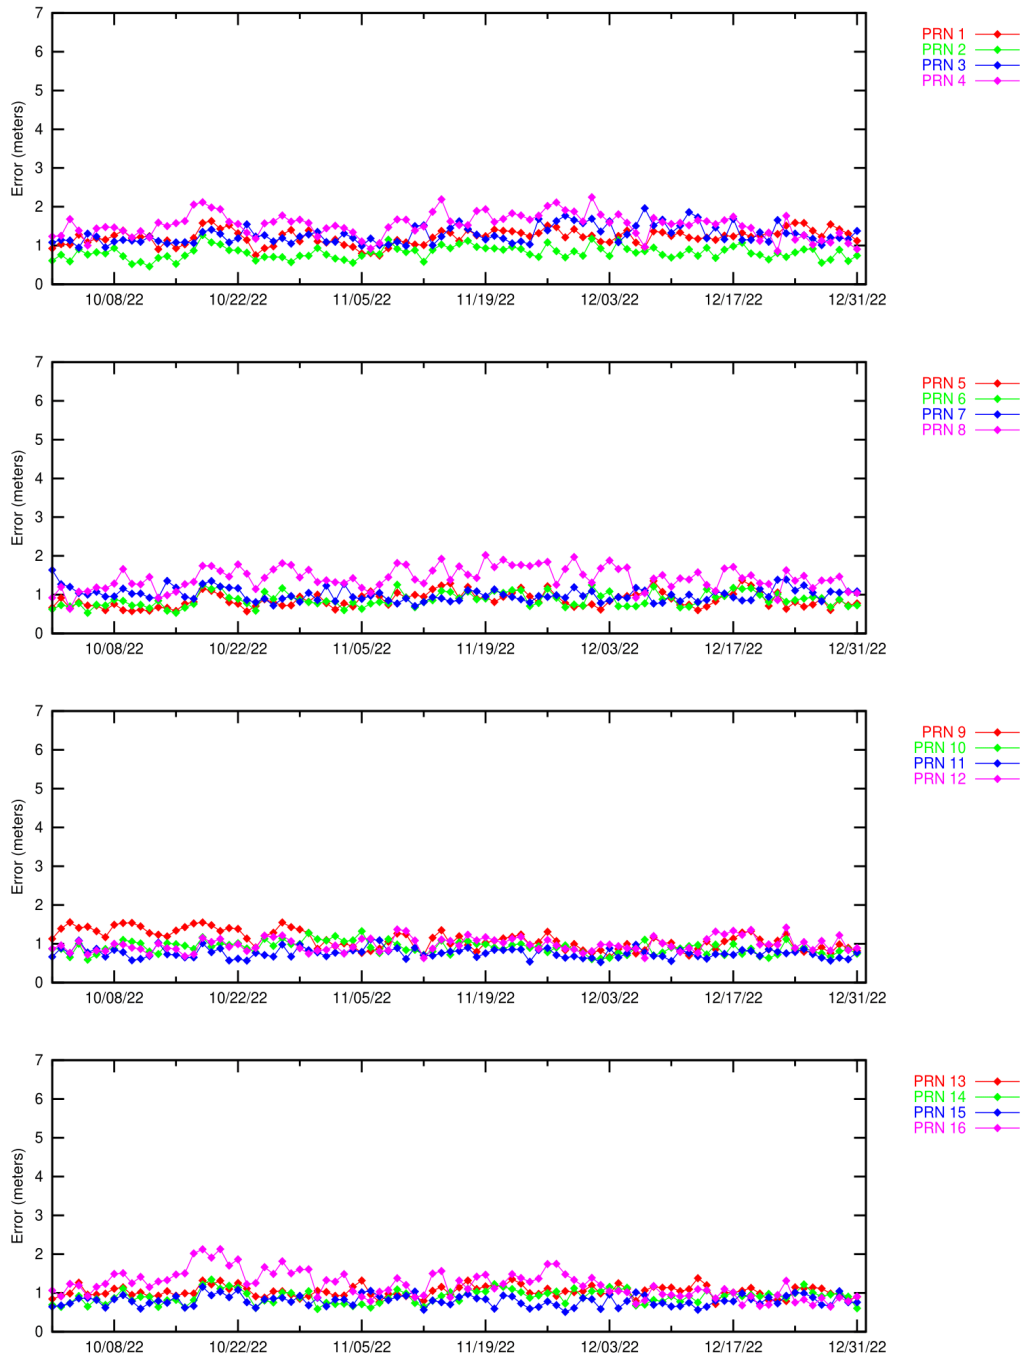 7
6
5
4
3
2
1
0
Error (meters)
10/08/22 10/22/22 11/05/22 11/19/22 12/03/22 12/17/22 12/31/22
PRN 1
PRN 2
PRN 3
PRN 4
7
6
5
4
3
2
1
0
Error (meters)
10/08/22 10/22/22 11/05/22 11/19/22 12/03/22 12/17/22 12/31/22
PRN 5
PRN 6
PRN 7
PRN 8
7
6
5
4
3
2
1
0
Error (meters)
10/08/22 10/22/22 11/05/22 11/19/22 12/03/22 12/17/22 12/31/22
PRN 9
PRN 10
PRN 11
PRN 12
7
6
5
4
3
2
1
0
Error (meters)
10/08/22 10/22/22 11/05/22 11/19/22 12/03/22 12/17/22 12/31/22
PRN 13
PRN 14
PRN 15
PRN 16